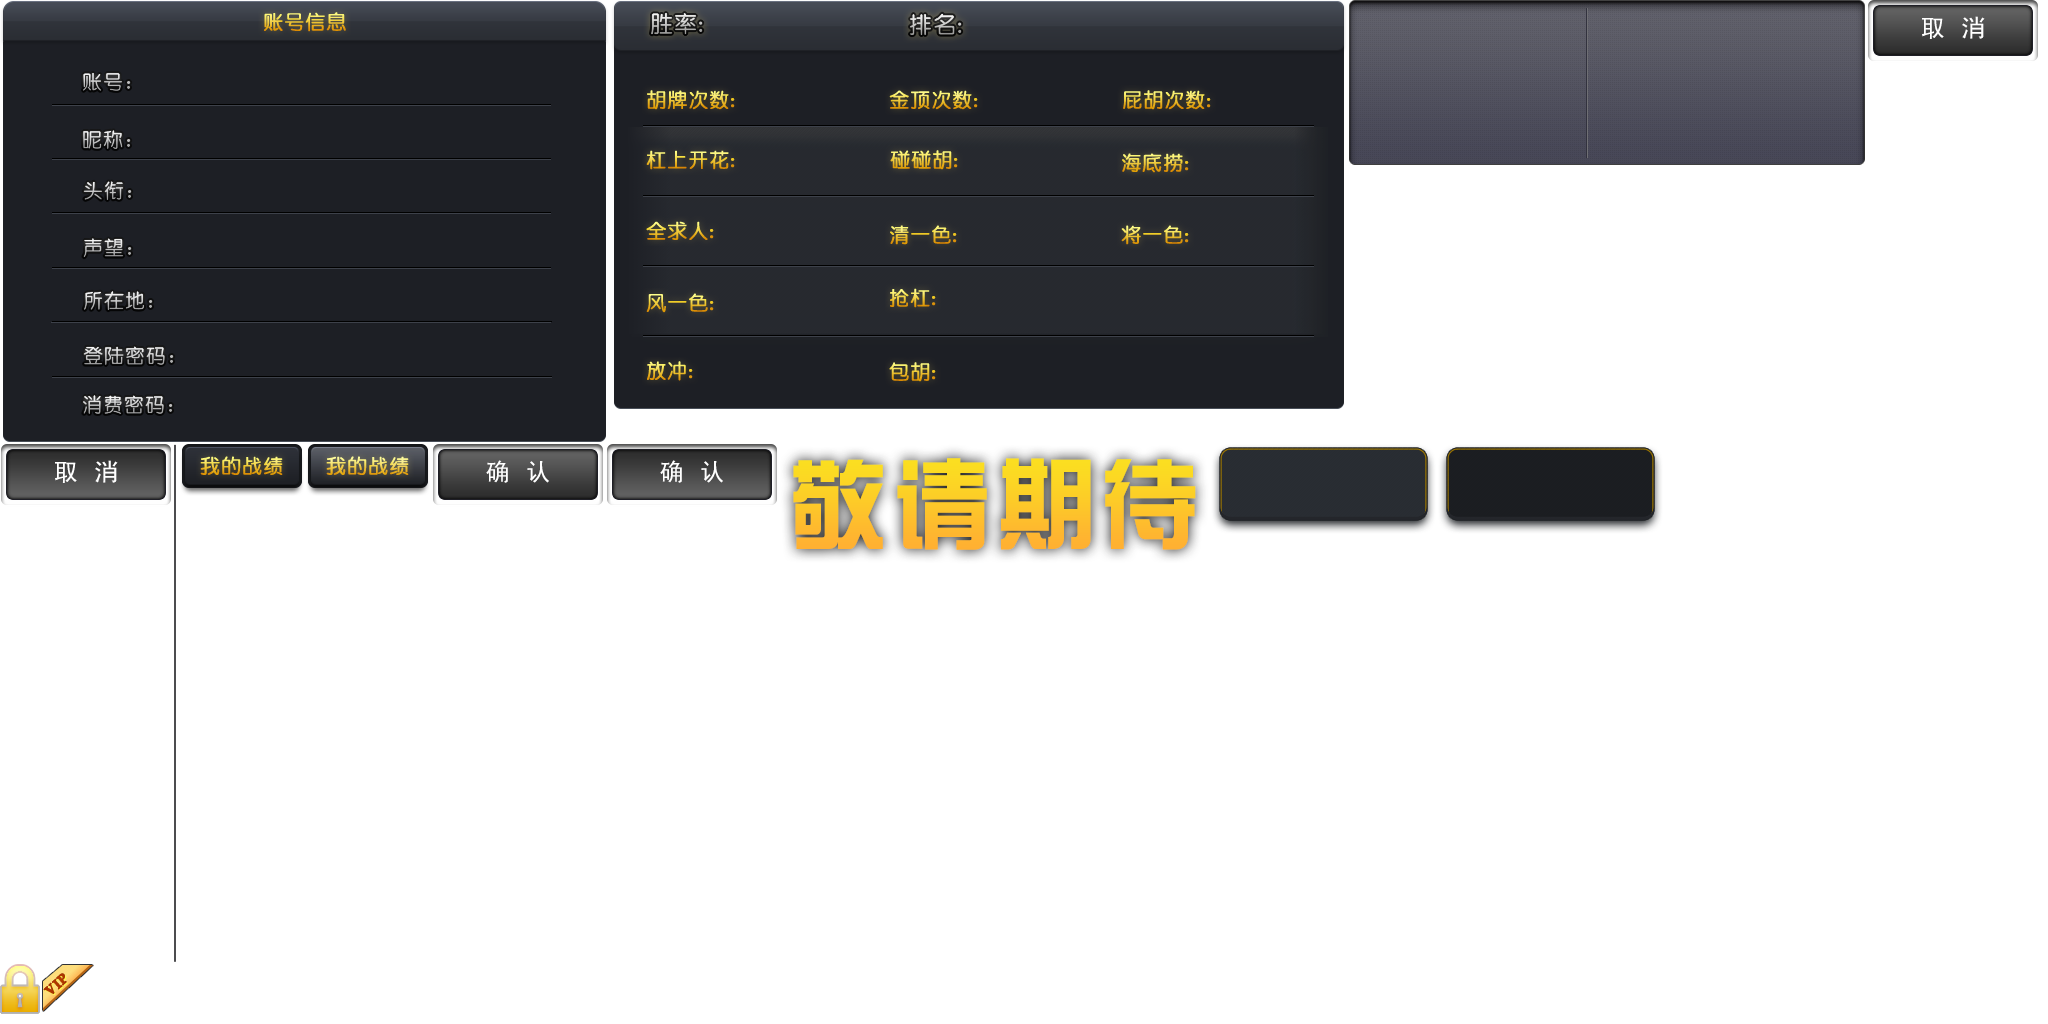 账号信息
账号：
昵称：
头衔：
声望：
所在地：
登陆密码：
消费密码：
胜率: 排名:
胡牌次数: 金顶次数: 屁胡次数:
杠上开花: 碰碰胡: 海底捞:
全求人: 清一色: 将一色:
风一色: 抢杠:
放冲: 包胡:
取 消
取 消
我的战绩
我的战绩
确 认
确 认
敬请期待
VIP